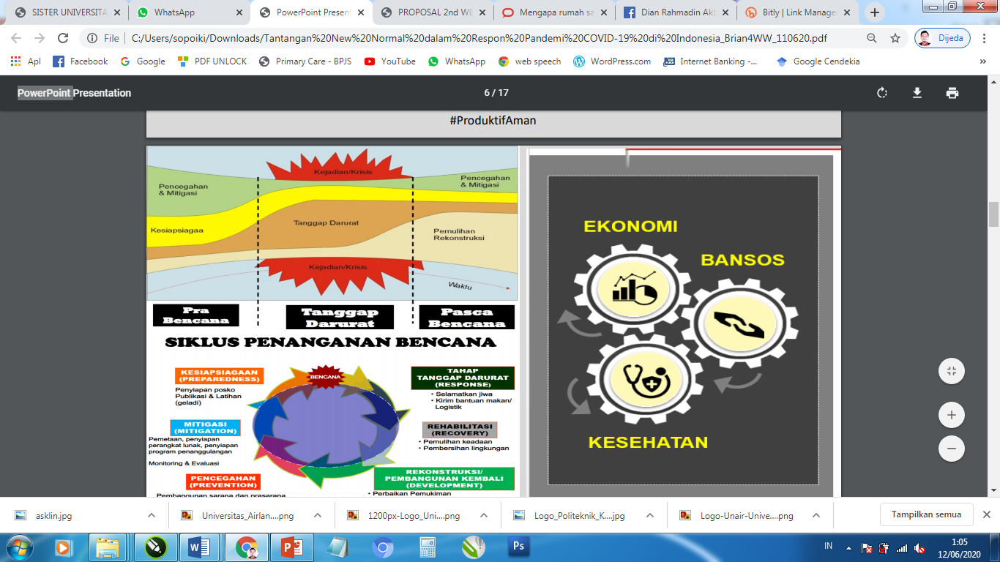 SISTER UNIVERSITA
WhatsApp
PowerPoint Present
PROPOSAL 2nd WE
Mengapa rumah sa
Dian Rahmadin Akb
Bitly | Link Manage
File | C:/Users/sopoiki/Downloads/Tantangan%20New%20Normal%20dalam%20Respon%20Pandemi%20COVID-19%20di%20Indonesia_Brian4WW_110620.pdf
Dijeda
Apl
Facebook
Google
PDF UNLOCK
Primary Care - BPJS
YouTube
WhatsApp
web speech
WordPress.com
Internet Banking -...
Google Cendekia
»
PowerPoint Presentation
6 / 17
#ProduktifAman
Kejadian/Krisis
Pencegahan
& Mitigasi
Pencegahan
& Mitigasi
Kesiapsiagaa
Tanggap Darurat
Pemulihan
Rekonstruksi
Kejadian/Krisis
Waktu
Pra
Bencana
Tanggap
Darurat
Pasca
Bencana
SIKLUS PENANGANAN BENCANA
KESIAPSIAGAAN
(PREPAREDNESS)
Penyiapan posko
Publikasi & Latihan
(geladi)
BENCANA
TAHAP
TANGGAP DARURAT
(RESPONSE)
• Selamatkan jiwa
• Kirim bantuan makan/
Logistik
MITIGASI
(MITIGATION)
Pemetaan, penyiapan
perangkat lunak, penyiapan
program penanggulangan
Monitoring & Evaluasi
REHABILITASI
(RECOVERY)
• Pemulihan keadaan
• Pembersihan lingkungan
PENCEGAHAN
(PREVENTION)
Pembangunan sarana dan prasarana
REKONSTRUKSI/
PEMBANGUNAN KEMBALI
(DEVELOPMENT)
• Perbaikan Pemukiman
EKONOMI
BANSOS
KESEHATAN
asklin.jpg
Universitas_Airlan....png
1200px-Logo_Uni....png
Logo_Politeknik_K....jpg
Logo-Unair-Unive....png
Tampilkan semua
Ps
IN
1:05
12/06/2020